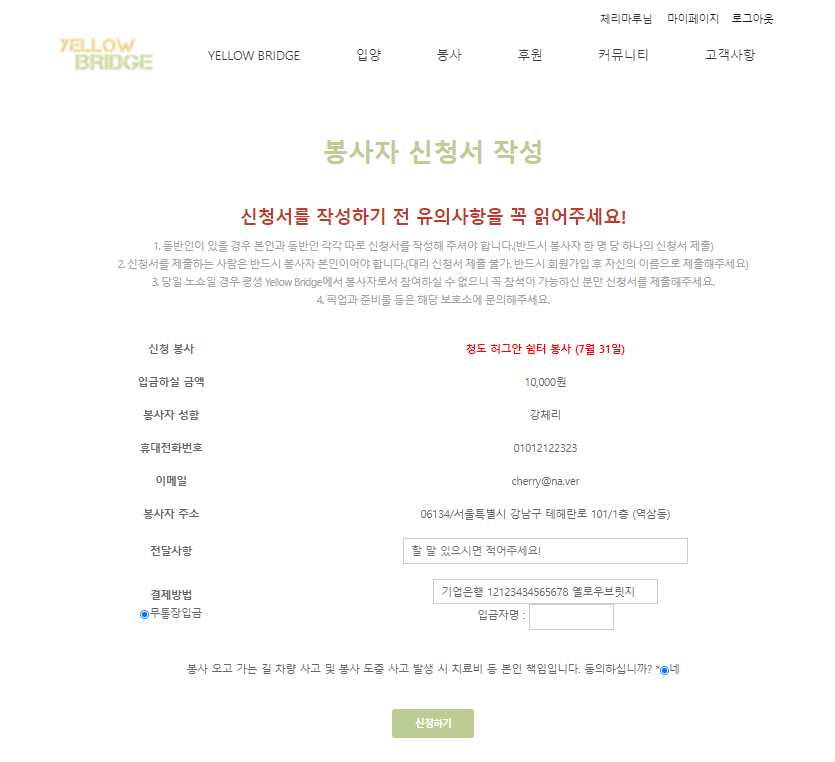 체리마루님 마이페이지 로그아웃
YELLOW BRIDGE
YELLOW BRIDGE 입양 봉사 후원 커뮤니티 고객사항
봉사자 신청서 작성
신청서를 작성하기 전 유의사항을 꼭 읽어주세요!
1. 동반인이 있을 경우 본인과 동반인 각각 따로 신청서를 작성해 주셔야 합니다.(반드시 봉사자 한 명 당 하나의 신청서 제출)
2. 신청서를 제출하는 사람은 반드시 봉사자 본인이어야 합니다.(대리 신청서 제출 불가, 반드시 회원가입 후 자신의 이름으로 제출해주세요)
3. 당일 노쇼일 경우 평생 Yellow Bridge에서 봉사자로서 참여하실 수 없으니 꼭 참석이 가능하신 분만 신청서를 제출해주세요.
4. 픽업과 준비물 등은 해당 보호소에 문의해주세요.
신청 봉사 청도 허그안 쉼터 봉사 (7월 31일)
입금하실 금액 10,000원
봉사자 성함 강체리
휴대전화번호 01012122323
이메일 cherry@na.ver
봉사자 주소 06134/서울특별시 강남구 테헤란로 101/1층 (역삼동)
전달사항 할 말 있으시면 적어주세요!
결제방법 기업은행 12123434565678 옐로우브릿지
무통장입금 입금자명 :
봉사 오고 가는 길 차량 사고 및 봉사 도중 사고 발생 시 치료비 등 본인 책임입니다. 동의하십니까? *네
신청하기